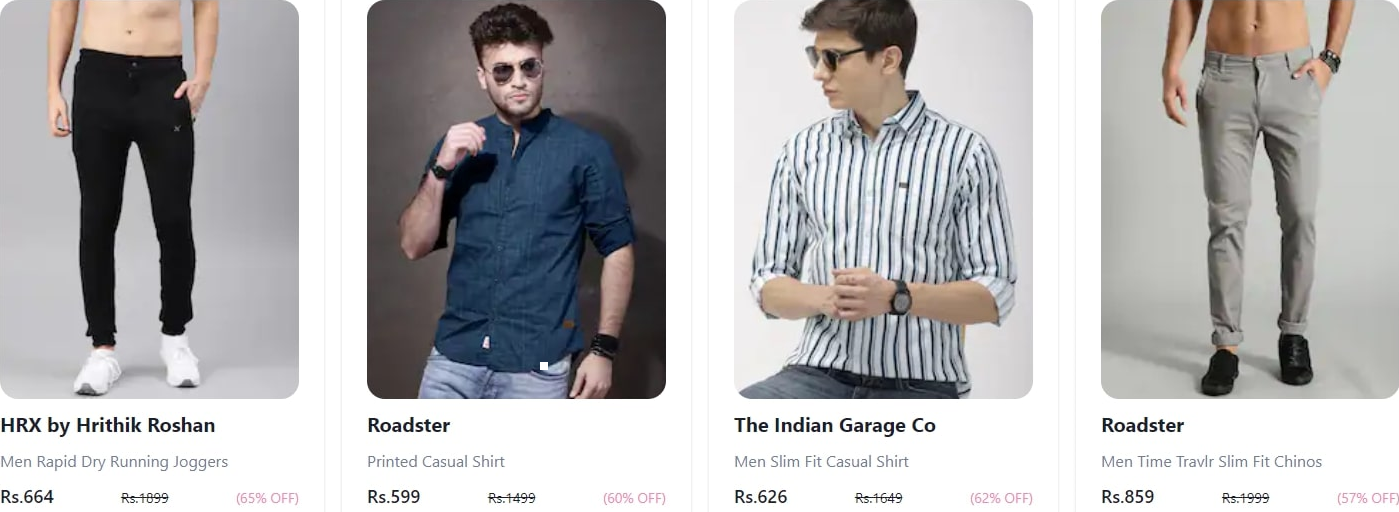 HRX by Hrithik Roshan
Men Rapid Dry Running Joggers
Rs.664 Rs.1899 (65% OFF)
Roadster
Printed Casual Shirt
Rs.599 Rs.1499 (60% OFF)
The Indian Garage Co
Men Slim Fit Casual Shirt
Rs.626 Rs.1649 (62% OFF)
Roadster
Men Time Travlr Slim Fit Chinos
Rs.859 Rs.1999 (57% OFF)